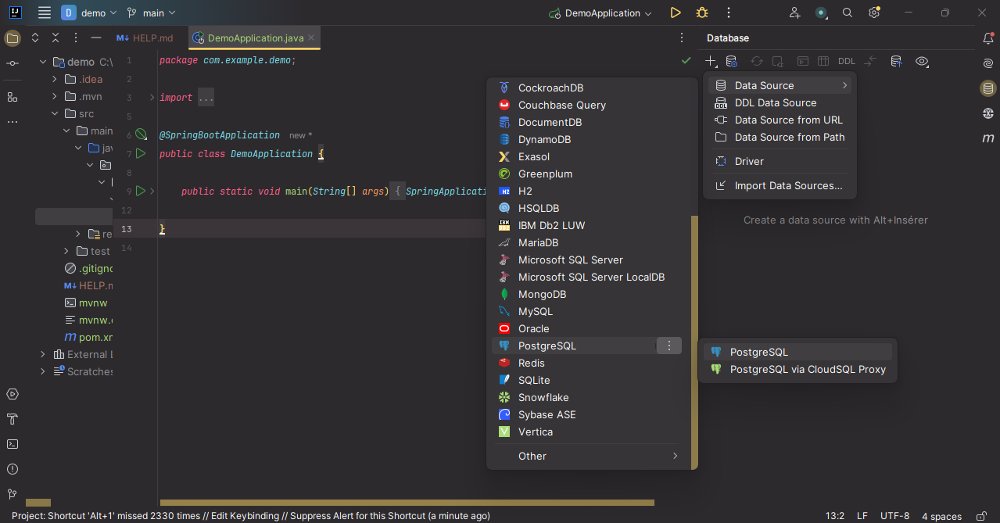 D demo main DemoApplication
HELP.md DemoApplication.java Database
DDL
demo C:\
.idea
.mvn
src
main
jav
re
test
.gitigno
HELP.m
mvnw
mvnw.c
pom.xm
External L
Scratches
1 package com.example.demo;
2
3 import ...
5
6 @SpringBootApplication new *
7 public class DemoApplication {
8
9 public static void main(String[] args) { SpringApplicati
12
13 }
14
CockroachDB
Couchbase Query
DocumentDB
DynamoDB
Exasol
Greenplum
H2
HSQLDB
IBM Db2 LUW
MariaDB
Microsoft SQL Server
Microsoft SQL Server LocalDB
MongoDB
MySQL
Oracle
PostgreSQL
Redis
SQLite
Snowflake
Sybase ASE
Vertica
Other
Data Source
DDL Data Source
Data Source from URL
Data Source from Path
Driver
Import Data Sources...
Create a data source with Alt+Insérer
PostgreSQL
PostgreSQL via CloudSQL Proxy
Project: Shortcut 'Alt+1' missed 2330 times // Edit Keybinding // Suppress Alert for this Shortcut (a minute ago) 13:2 LF UTF-8 4 spaces